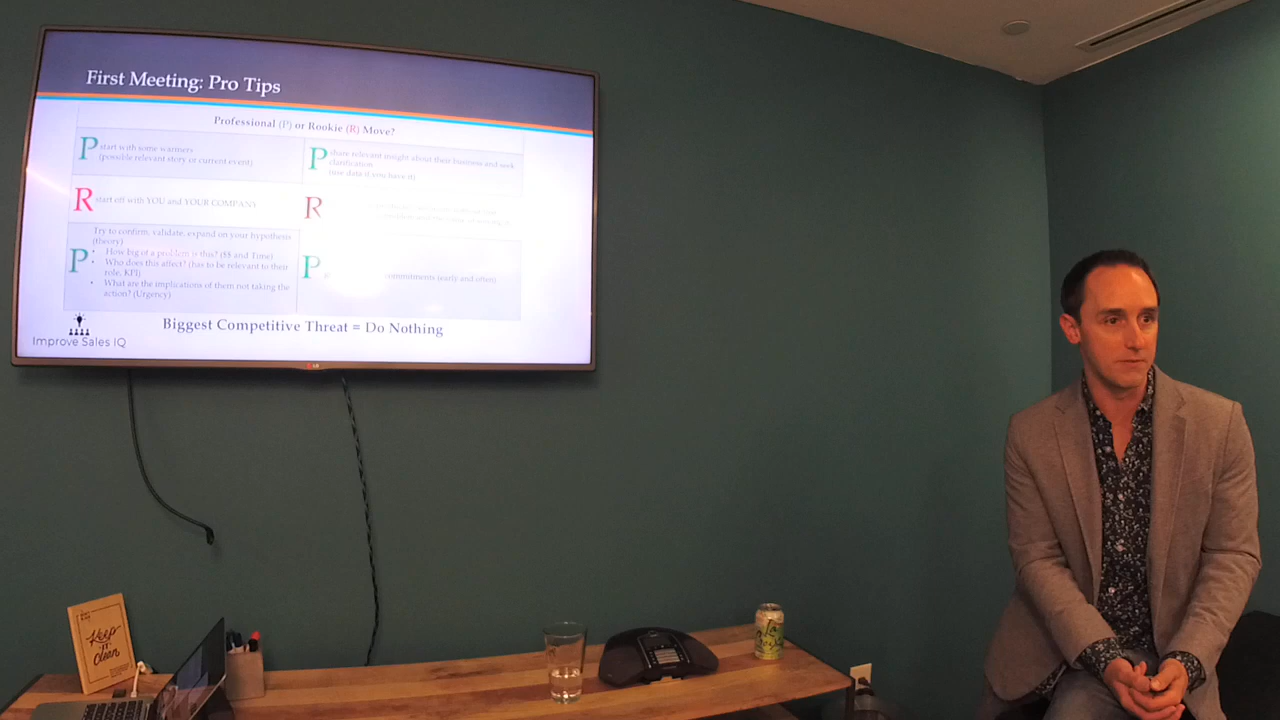 First Meeting: Pro Tips
Professional (P) or Rookie (R) Move?
P
start with some warmers
(possible relevant story or current event)
P
share relevant insight about their business and seek
clarification
(use data if you have it)
R
start off with YOU and YOUR COMPANY
R
P
Try to confirm, validate, expand on your hypothesis
(theory)
• How big of a problem is this? ($$ and Time)
• Who does this affect? (has to be relevant to their
role, KPI)
• What are the implications of them not taking the
action? (Urgency)
P
commitments (early and often)
Biggest Competitive Threat = Do Nothing
Improve Sales IQ
LG
Keep
it
Clean